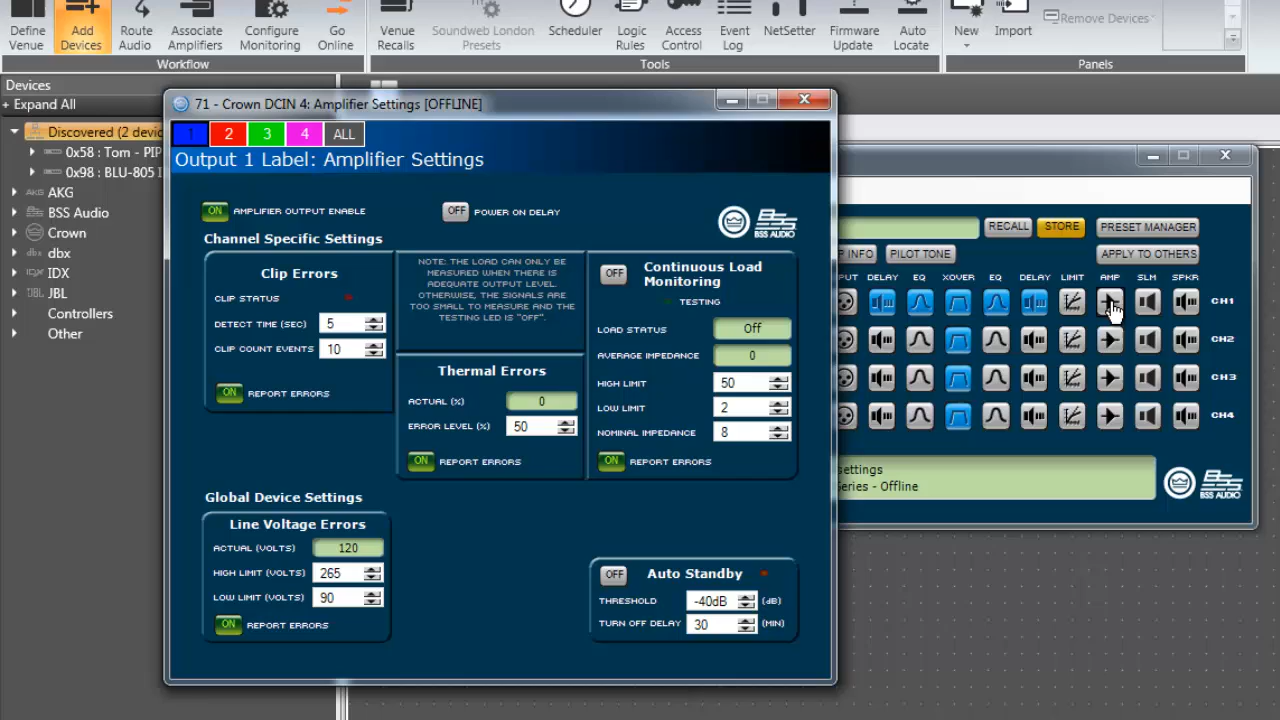 Define Venue
Add Devices
Route Audio
Associate Amplifiers
Configure Monitoring
Go Online
Venue Recalls
Soundweb London Presets
Scheduler
Logic Rules
Access Control
Event Log
NetSetter
Firmware Update
Auto Locate
New
Import
Remove Devices
Workflow
Tools
Panels
Devices
+ Expand All
Discovered (2 devic
0x58 : Tom - PIP
0x98 : BLU-805 I
AKG AKG
BSS Audio
Crown
dbx dbx
IDX IDX
JBL JBL
Controllers
Other
71 - Crown DCIN 4: Amplifier Settings [OFFLINE]
1 2 3 4 ALL
Output 1 Label: Amplifier Settings
ON AMPLIFIER OUTPUT ENABLE
OFF POWER ON DELAY
BSS AUDIO
Channel Specific Settings
Clip Errors
CLIP STATUS
DETECT TIME (SEC) 5
CLIP COUNT EVENTS 10
ON REPORT ERRORS
NOTE: THE LOAD CAN ONLY BE
MEASURED WHEN THERE IS
ADEQUATE OUTPUT LEVEL.
OTHERWISE, THE SIGNALS ARE
TOO SMALL TO MEASURE AND THE
TESTING LED IS "OFF".
Thermal Errors
ACTUAL (%) 0
ERROR LEVEL (%) 50
ON REPORT ERRORS
OFF Continuous Load Monitoring
TESTING
LOAD STATUS Off
AVERAGE IMPEDANCE 0
HIGH LIMIT 50
LOW LIMIT 2
NOMINAL IMPEDANCE 8
ON REPORT ERRORS
Global Device Settings
Line Voltage Errors
ACTUAL (VOLTS) 120
HIGH LIMIT (VOLTS) 265
LOW LIMIT (VOLTS) 90
ON REPORT ERRORS
OFF Auto Standby
THRESHOLD -40dB (DB)
TURN OFF DELAY 30 (MIN)
RECALL STORE PRESET MANAGER
P INFO PILOT TONE APPLY TO OTHERS
PUT DELAY EQ XOVER EQ DELAY LIMIT AMP SLM SPKR
CH1
CH2
CH3
CH4
settings
eries - Offline
BSS AUDIO